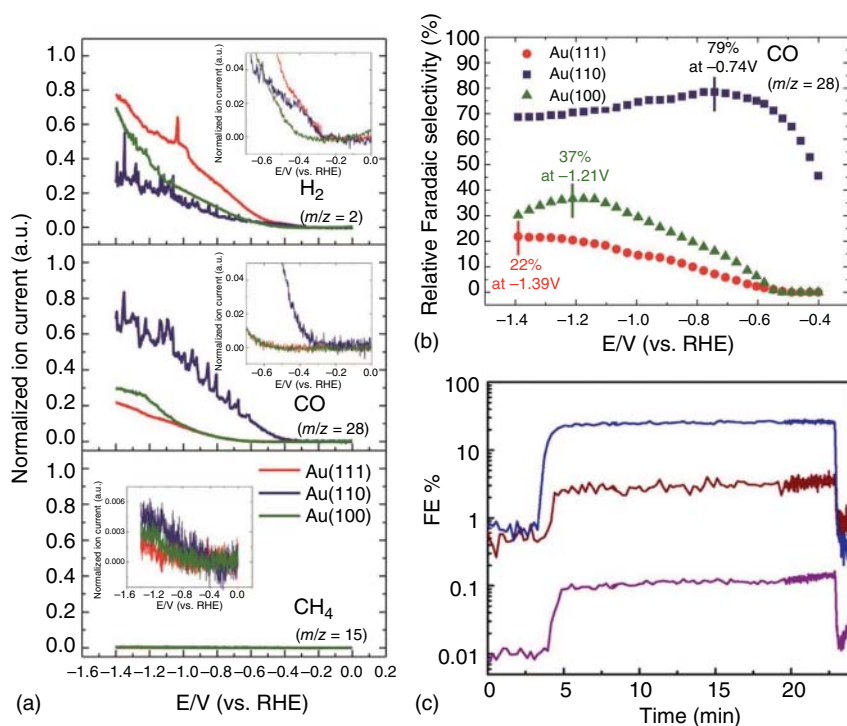 Normalized ion current (a.u.)
1.0
0.8
0.6
0.4
0.2
0.0
Normalized ion current (a.u.)
0.04
0.02
0.00
−0.6 −0.4 −0.2 0.0
E/V (vs. RHE)
H2
(m/z = 2)
1.0
0.8
0.6
0.4
0.2
0.0
Normalized ion current (a.u.)
0.04
0.02
0.00
−0.6 −0.4 −0.2 0.0
E/V (vs. RHE)
CO
(m/z = 28)
1.0
0.8
0.6
0.4
0.2
0.0
Au(111)
Au(110)
Au(100)
Normalized ion current (a.u.)
0.006
0.003
0.000
−1.6 −1.2 −0.8 −0.4 0.0
E/V (vs. RHE)
CH4
(m/z = 15)
−1.6 −1.4 −1.2 −1.0 −0.8 −0.6 −0.4 −0.2 0.0 0.2
E/V (vs. RHE)
(a)
Relative Faradaic selectivity (%)
100
90
80
70
60
50
40
30
20
10
0
Au(111)
Au(110)
Au(100)
79%
at −0.74V
CO
(m/z = 28)
37%
at −1.21V
22%
at −1.39V
−1.4 −1.2 −1.0 −0.8 −0.6 −0.4
E/V (vs. RHE)
(b)
FE %
100
10
1
0.1
0.01
0 5 10 15 20
Time (min)
(c)